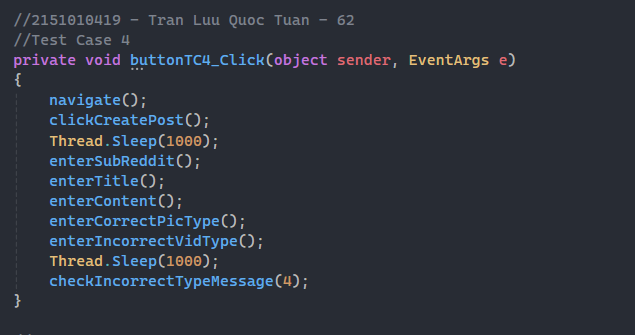 //2151010419 - Tran Luu Quoc Tuan - 62
//Test Case 4
private void buttonTC4_Click(object sender, EventArgs e)
{
    navigate();
    clickCreatePost();
    Thread.Sleep(1000);
    enterSubReddit();
    enterTitle();
    enterContent();
    enterCorrectPicType();
    enterIncorrectVidType();
    Thread.Sleep(1000);
    checkIncorrectTypeMessage(4);
}